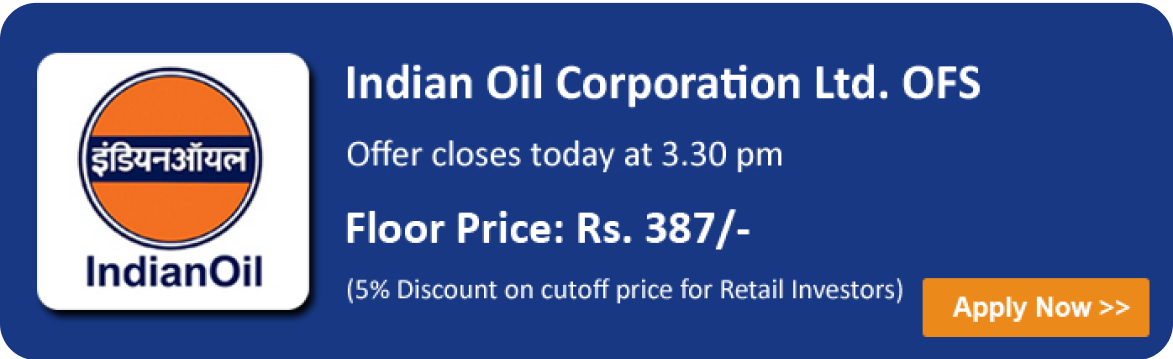 इंडियनऑयल
IndianOil
Indian Oil Corporation Ltd. OFS
Offer closes today at 3.30 pm
Floor Price: Rs. 387/-
(5% Discount on cutoff price for Retail Investors)
Apply Now >>